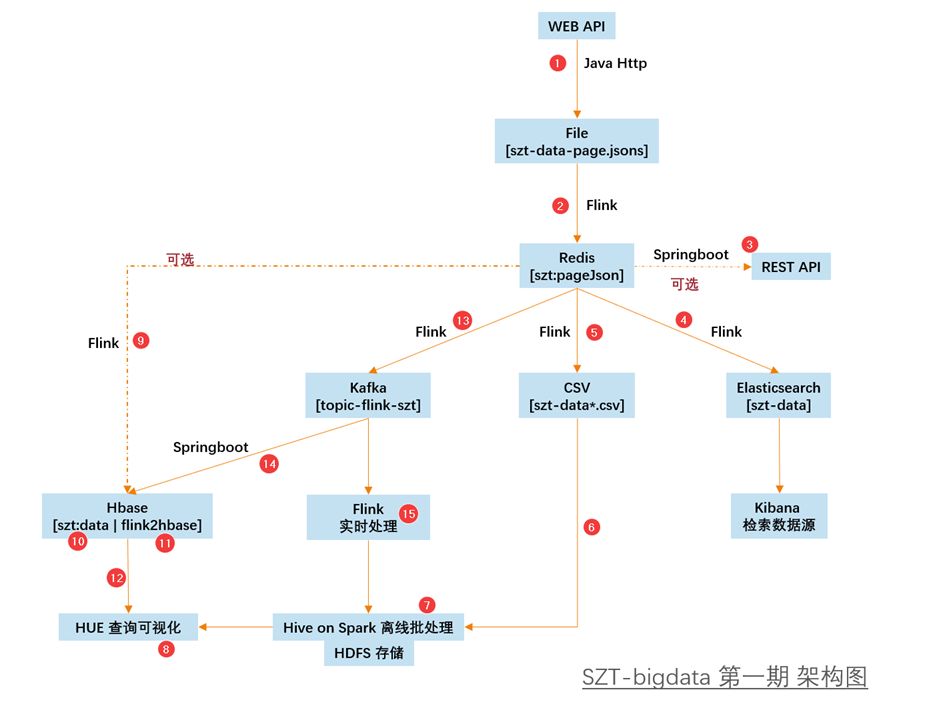 WEB API
1
Java Http
File
[szt-data-page.jsons]
2
Flink
Redis
[szt:pageJson]
Springboot
3
REST API
可选
可选
Flink
9
Flink
13
Flink
5
4
Flink
Kafka
[topic-flink-szt]
CSV
[szt-data*.csv]
Elasticsearch
[szt-data]
Springboot
14
Hbase
[szt:data | flink2hbase]
10
11
Flink
实时处理
15
6
Kibana
检索数据源
12
7
HUE 查询可视化
8
Hive on Spark 离线批处理
HDFS 存储
SZT-bigdata 第一期 架构图